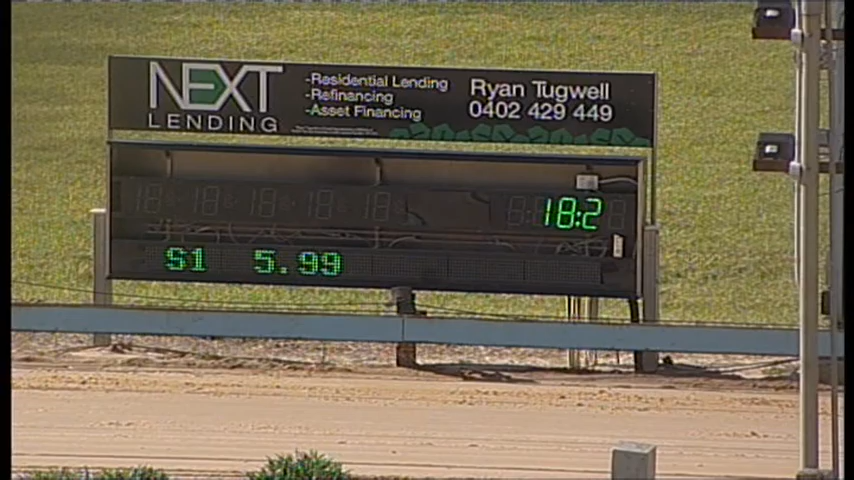 NEXT
LENDING
-Residential Lending
-Refinancing
-Asset Financing
Ryan Tugwell
0402 429 449
18:2
S1 5.99